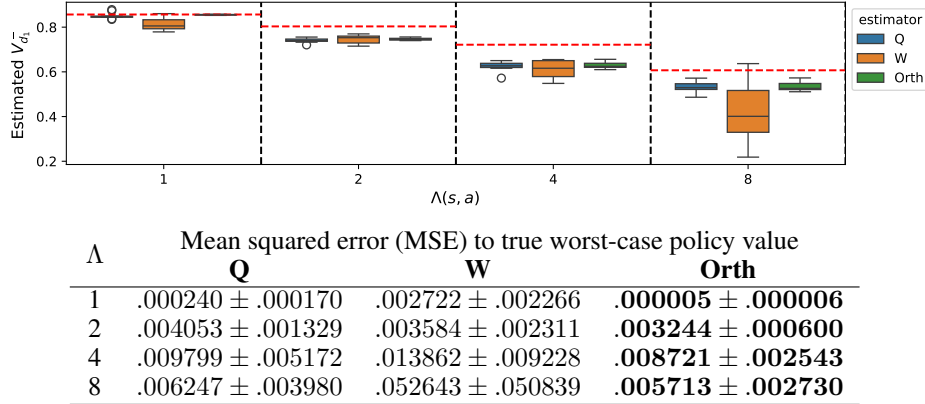 Estimated V⁻_{d₁}
0.8
0.6
0.4
0.2
1 2 4 8
Λ(s, a)
estimator
Q
W
Orth
Λ Mean squared error (MSE) to true worst-case policy value
Q W Orth
1 .000240 ± .000170 .002722 ± .002266 .000005 ± .000006
2 .004053 ± .001329 .003584 ± .002311 .003244 ± .000600
4 .009799 ± .005172 .013862 ± .009228 .008721 ± .002543
8 .006247 ± .003980 .052643 ± .050839 .005713 ± .002730